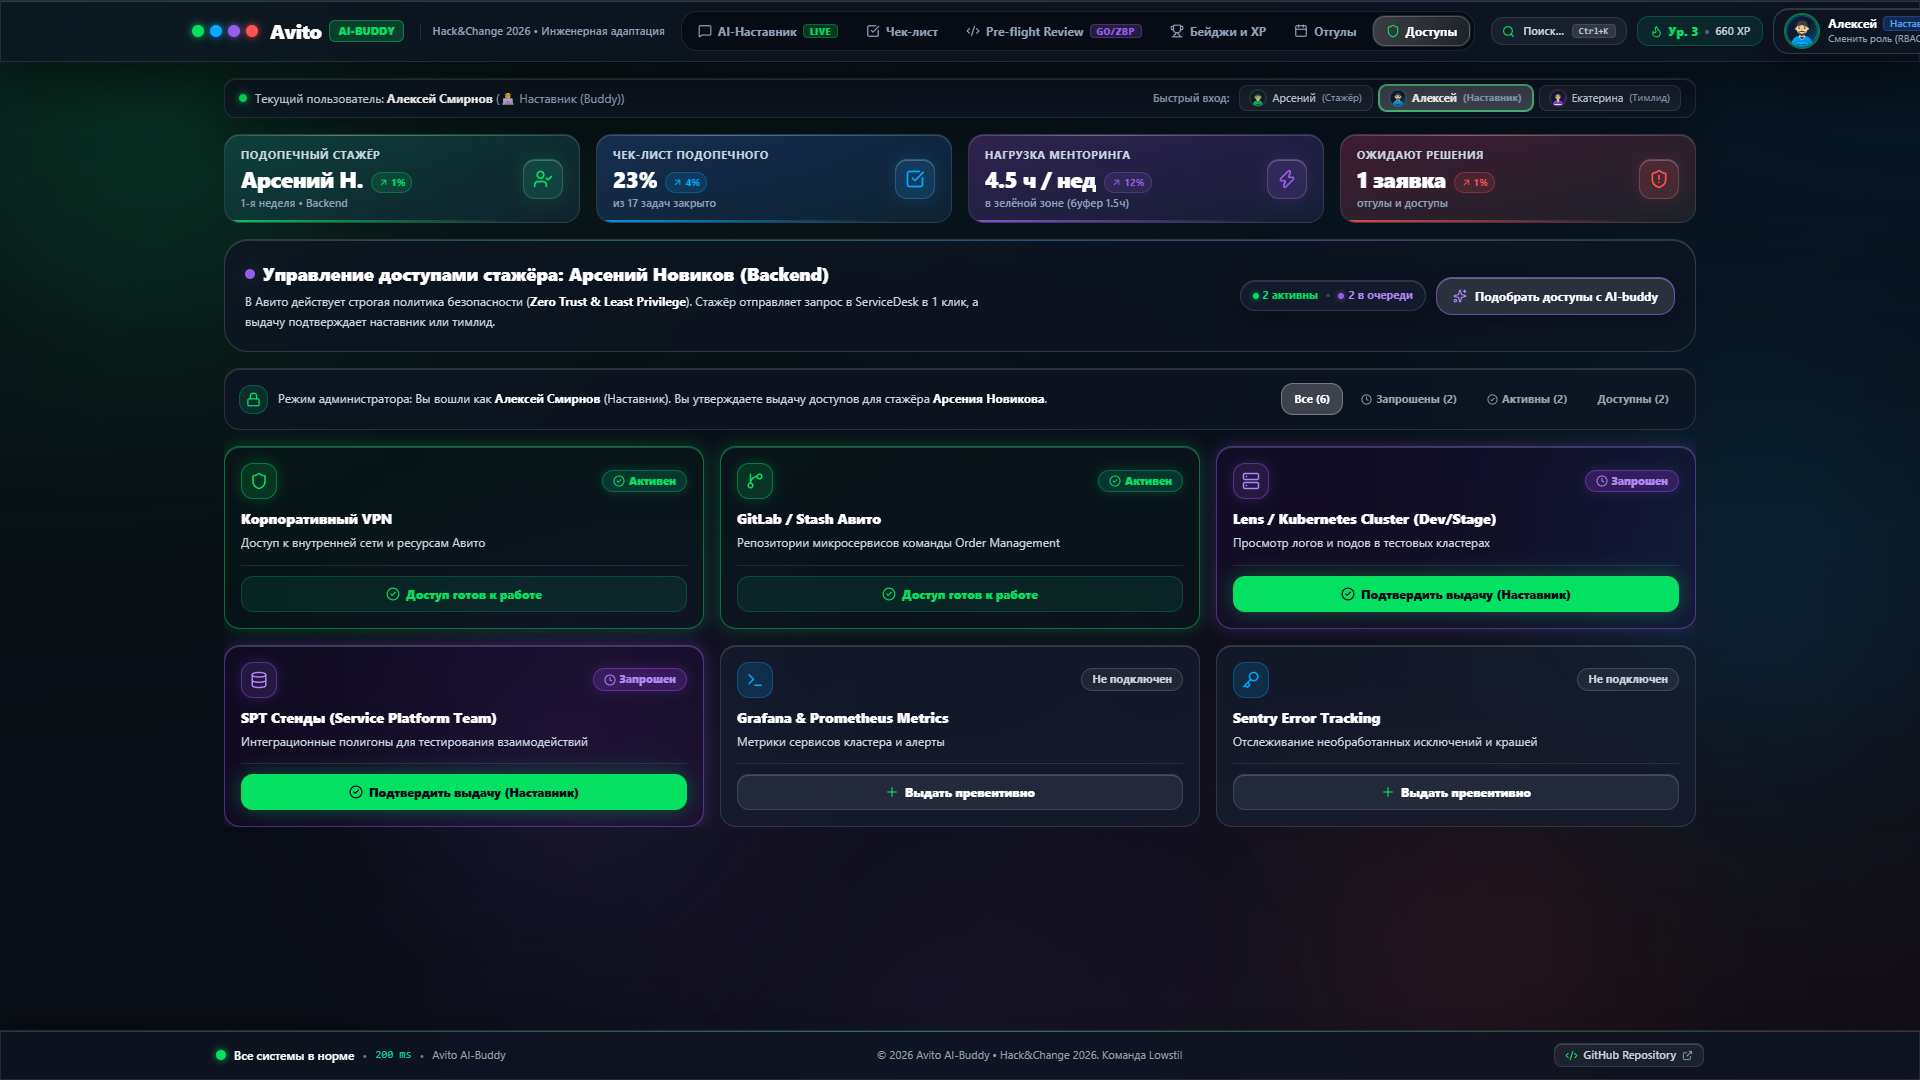 Avito AI-BUDDY Hack&Change 2026 • Инженерная адаптация AI-Наставник LIVE Чек-лист Pre-flight Review GO/ZBP Бейджи и XP Отгулы Доступы Поиск... Ctrl+K Ур. 3 • 660 XP Алексей
Сменить роль (RBAC
Текущий пользователь: Алексей Смирнов ( Наставник (Buddy)) Быстрый вход: Арсений (Стажёр) Алексей (Наставник) Екатерина (Тимлид)
ПОДОПЕЧНЫЙ СТАЖЁР
Арсений Н. 1%
1-я неделя • Backend
ЧЕК-ЛИСТ ПОДОПЕЧНОГО
23% 4%
из 17 задач закрыто
НАГРУЗКА МЕНТОРИНГА
4.5 ч / нед 12%
в зелёной зоне (буфер 1.5ч)
ОЖИДАЮТ РЕШЕНИЯ
1 заявка 1%
отгулы и доступы
Управление доступами стажёра: Арсений Новиков (Backend)
В Авито действует строгая политика безопасности (Zero Trust & Least Privilege). Стажёр отправляет запрос в ServiceDesk в 1 клик, а
выдачу подтверждает наставник или тимлид.
2 активны • 2 в очереди Подобрать доступы с AI-buddy
Режим администратора: Вы вошли как Алексей Смирнов (Наставник). Вы утверждаете выдачу доступов для стажёра Арсения Новикова. Все (6) Запрошены (2) Активны (2) Доступны (2)
Активен
Корпоративный VPN
Доступ к внутренней сети и ресурсам Авито
Доступ готов к работе
Активен
GitLab / Stash Авито
Репозитории микросервисов команды Order Management
Доступ готов к работе
Запрошен
Lens / Kubernetes Cluster (Dev/Stage)
Просмотр логов и подов в тестовых кластерах
Подтвердить выдачу (Наставник)
Запрошен
SPT Стенды (Service Platform Team)
Интеграционные полигоны для тестирования взаимодействий
Подтвердить выдачу (Наставник)
Не подключен
Grafana & Prometheus Metrics
Метрики сервисов кластера и алерты
Выдать превентивно
Не подключен
Sentry Error Tracking
Отслеживание необработанных исключений и крашей
Выдать превентивно
Все системы в норме • 200 ms • Avito AI-Buddy © 2026 Avito AI-Buddy • Hack&Change 2026. Команда Lowstil GitHub Repository